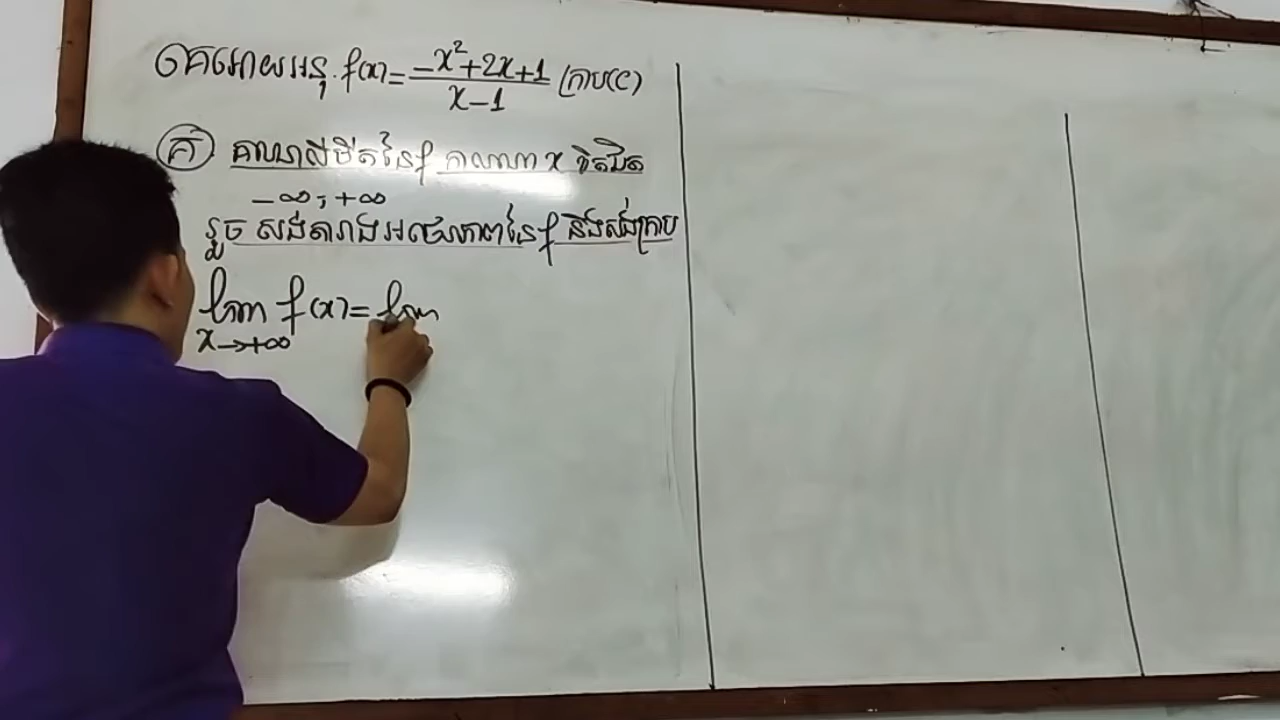 គេអោយអនុ. f(x) = (-x²+2x+1)/(x-1) ក្រាប(C)
ក៏ គណនាលីមីតនៃ f កាលណា x ខិតជិត
-∞ ; +∞
រួច សង់តារាងអថេរភាពនៃ f និងសង់ក្រាប
lim f(x) = lim
x→+∞